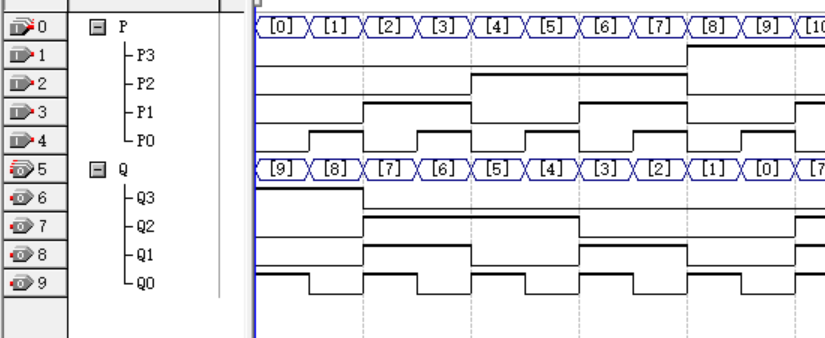 0 P [0] [1] [2] [3] [4] [5] [6] [7] [8] [9] [10
1 P3
2 P2
3 P1
4 P0
5 Q [9] [8] [7] [6] [5] [4] [3] [2] [1] [0] [7
6 Q3
7 Q2
8 Q1
9 Q0